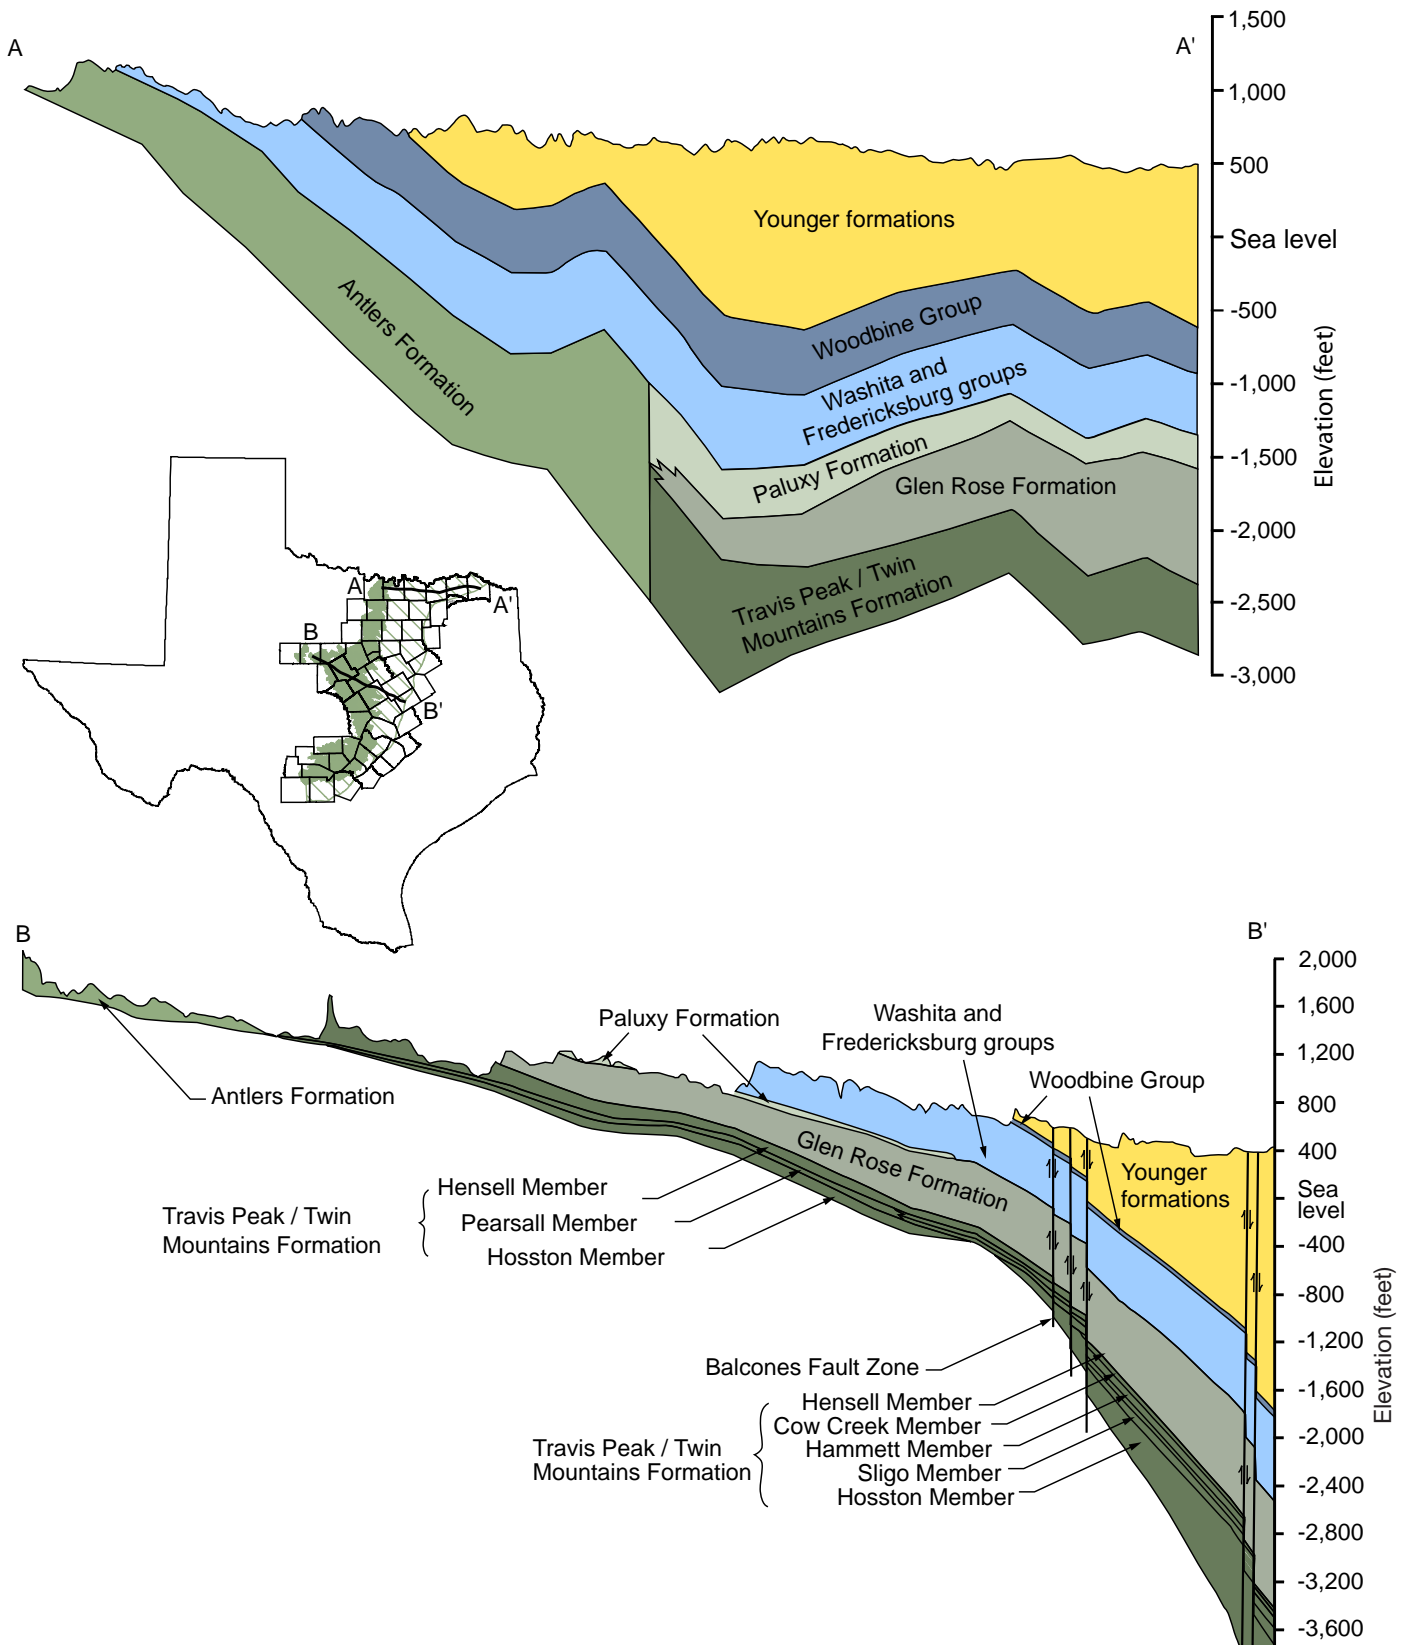 A
A'
1,500
1,000
500
Sea level
-500
-1,000
-1,500
-2,000
-2,500
-3,000
Elevation (feet)
Younger formations
Woodbine Group
Washita and
Fredericksburg groups
Paluxy Formation
Glen Rose Formation
Travis Peak / Twin
Mountains Formation
Antlers Formation
A
A'
B
B'
B
B'
2,000
1,600
1,200
800
400
Sea
level
-400
-800
-1,200
-1,600
-2,000
-2,400
-2,800
-3,200
-3,600
Elevation (feet)
Paluxy Formation
Washita and
Fredericksburg groups
Woodbine Group
Antlers Formation
Glen Rose Formation
Younger
formations
Travis Peak / Twin
Mountains Formation
Hensell Member
Pearsall Member
Hosston Member
Balcones Fault Zone
Travis Peak / Twin
Mountains Formation
Hensell Member
Cow Creek Member
Hammett Member
Sligo Member
Hosston Member